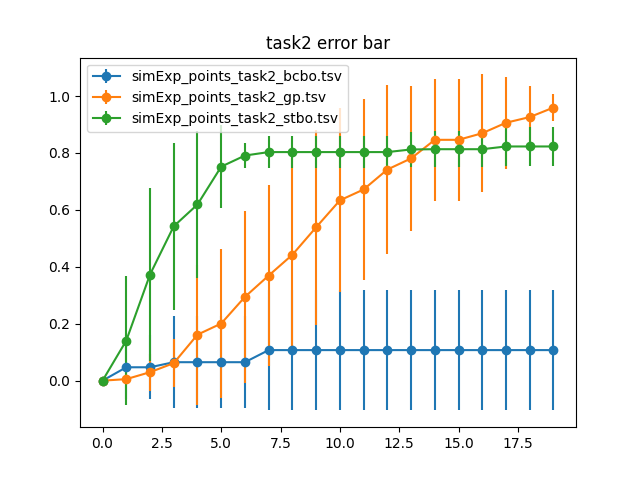 task2 error bar
simExp_points_task2_bcbo.tsv
simExp_points_task2_gp.tsv
simExp_points_task2_stbo.tsv
1.0
0.8
0.6
0.4
0.2
0.0
0.0 2.5 5.0 7.5 10.0 12.5 15.0 17.5